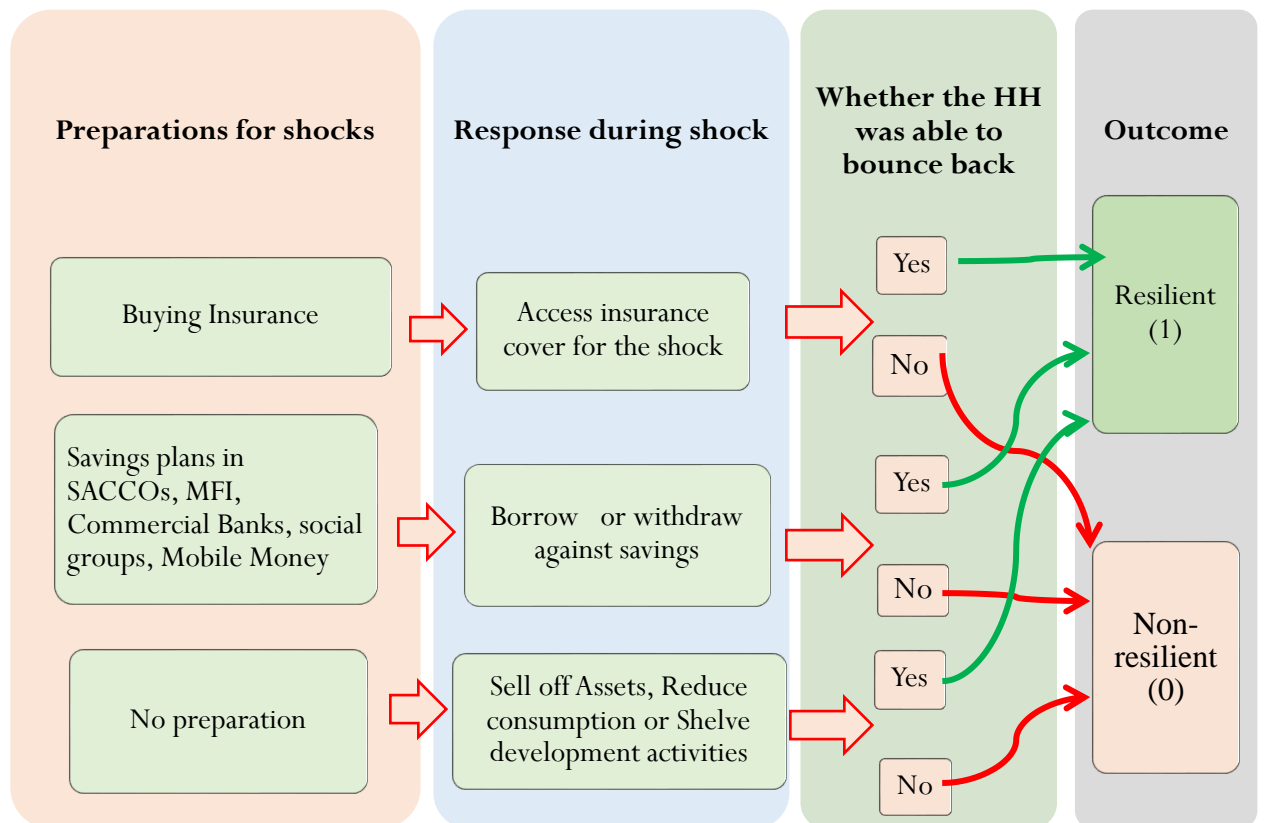 Preparations for shocks
Response during shock
Whether the HH
was able to
bounce back
Outcome
Buying Insurance
Access insurance
cover for the shock
Yes
No
Resilient
(1)
Savings plans in
SACCOs, MFI,
Commercial Banks, social
groups, Mobile Money
Borrow or withdraw
against savings
Yes
No
Non-
resilient
(0)
No preparation
Sell off Assets, Reduce
consumption or Shelve
development activities
Yes
No